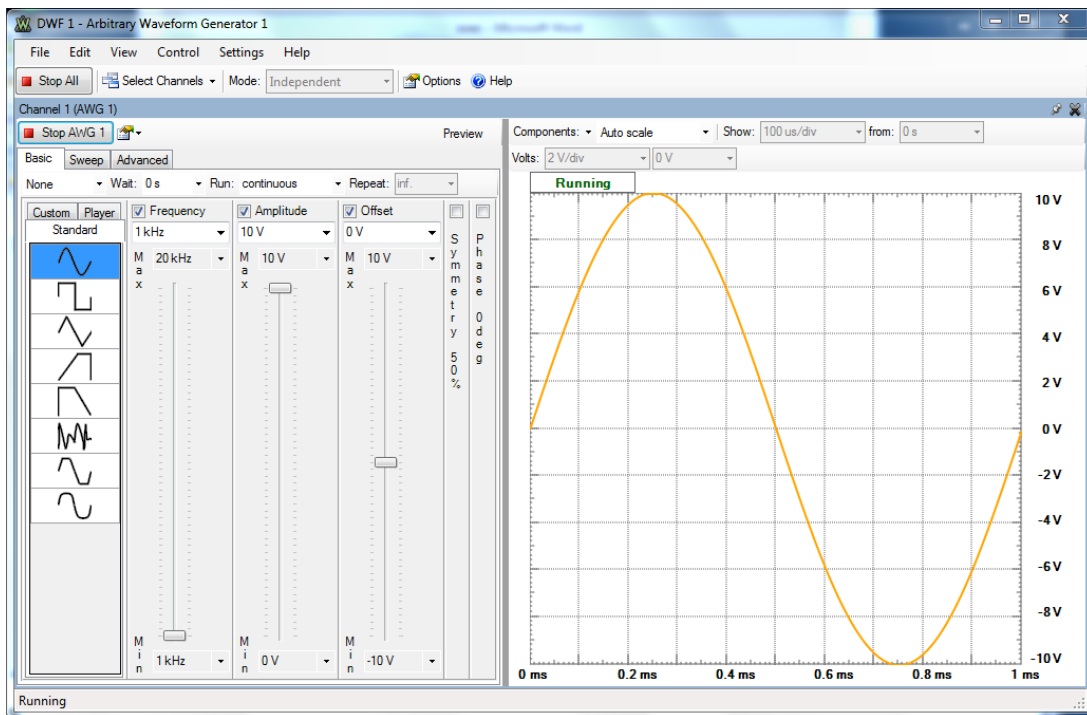 DWF 1 - Arbitrary Waveform Generator 1
File Edit View Control Settings Help
Stop All Select Channels Mode: Independent Options Help
Channel 1 (AWG 1)
Stop AWG 1 Preview
Basic Sweep Advanced
None Wait: 0 s Run: continuous Repeat: inf.
Custom Player
Standard
Frequency
1 kHz
Max 20 kHz
Min 1 kHz
Amplitude
10 V
Max 10 V
Min 0 V
Offset
0 V
Max 10 V
Min -10 V
Symmetry 50%
Phase 0deg
Components: Auto scale Show: 100 us/div from: 0 s
Volts: 2 V/div 0 V
Running
10 V
8 V
6 V
4 V
2 V
0 V
-2 V
-4 V
-6 V
-8 V
-10 V
0 ms 0.2 ms 0.4 ms 0.6 ms 0.8 ms 1 ms
Running